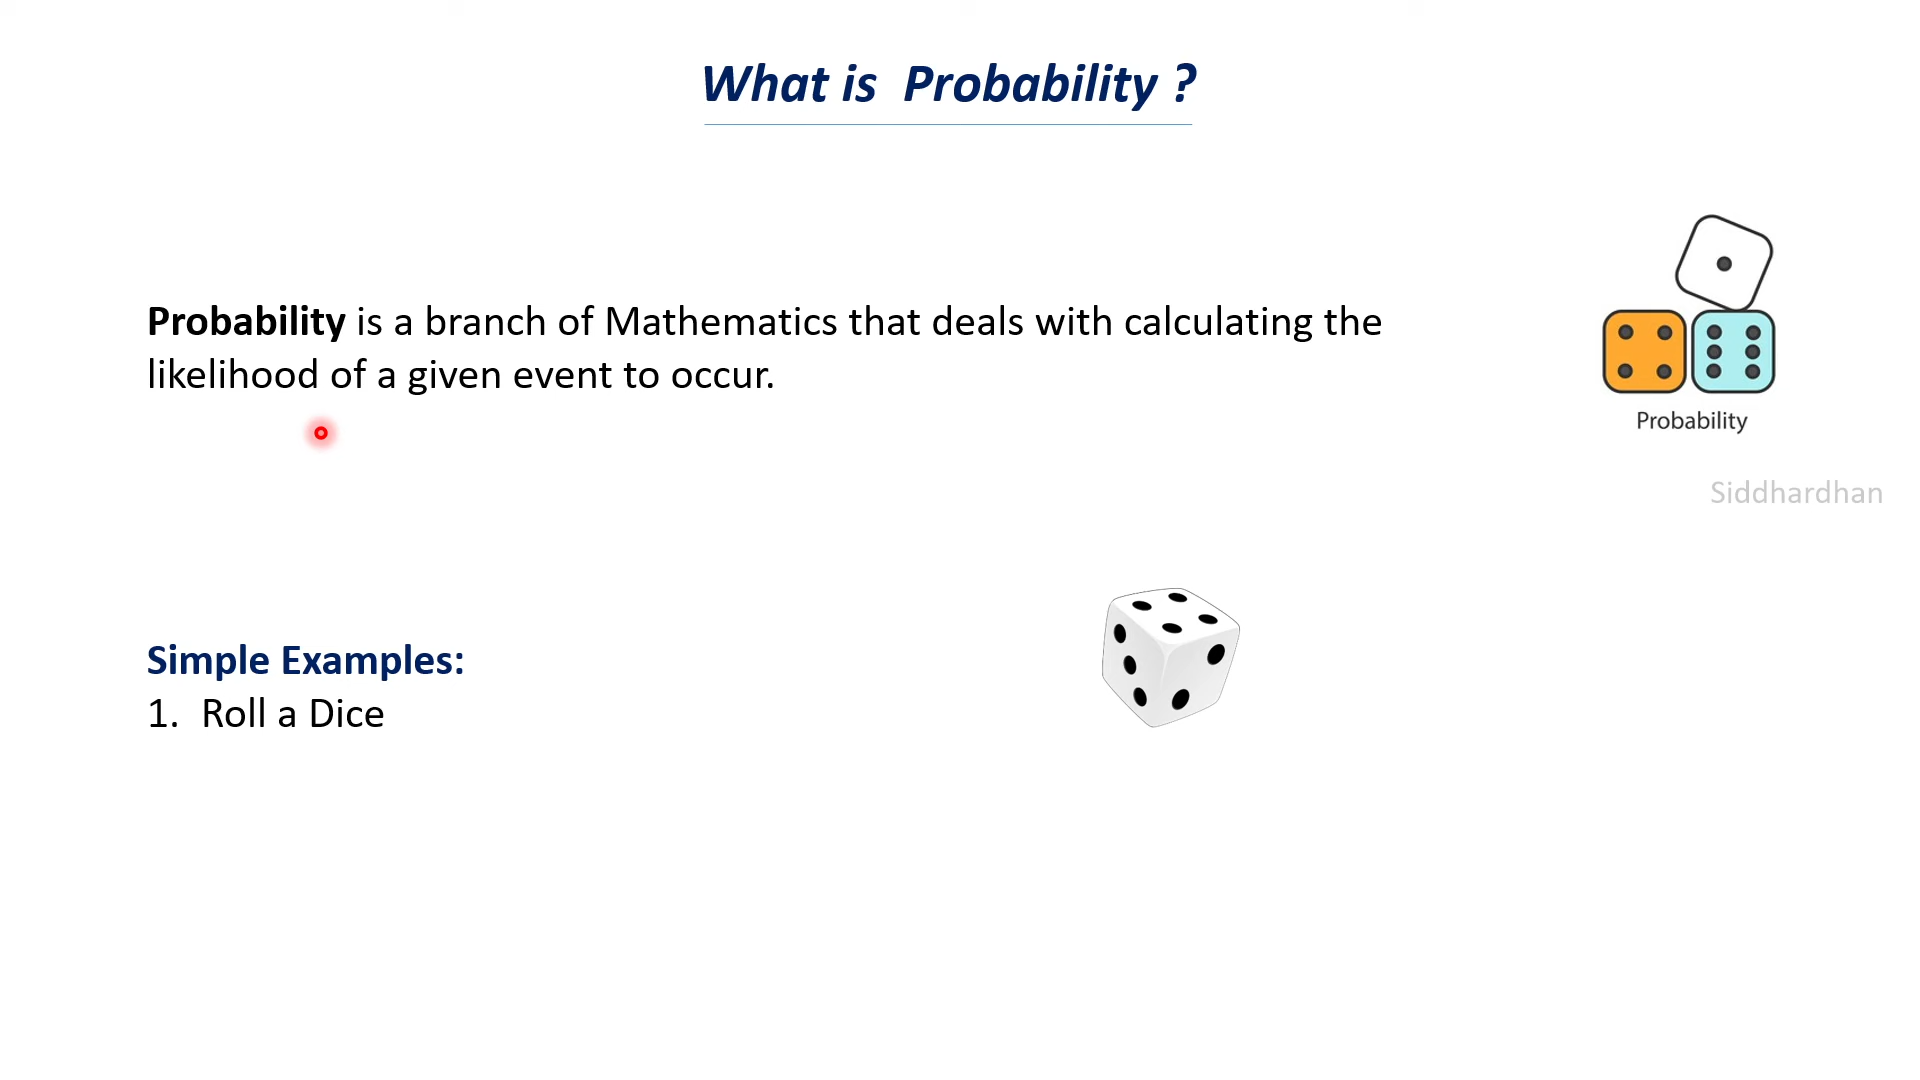 What is  Probability ?
Probability is a branch of Mathematics that deals with calculating the
likelihood of a given event to occur.
Probability
Siddhardhan
Simple Examples:
1. Roll a Dice